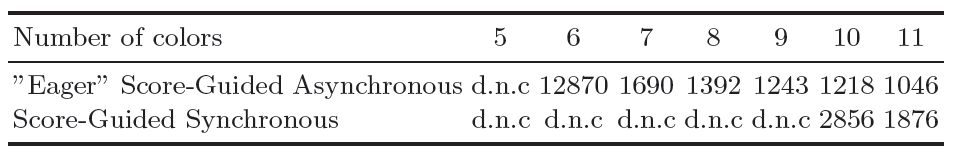 Number of colors 5 6 7 8 9 10 11
”Eager” Score-Guided Asynchronous d.n.c 12870 1690 1392 1243 1218 1046
Score-Guided Synchronous d.n.c d.n.c d.n.c d.n.c d.n.c 2856 1876